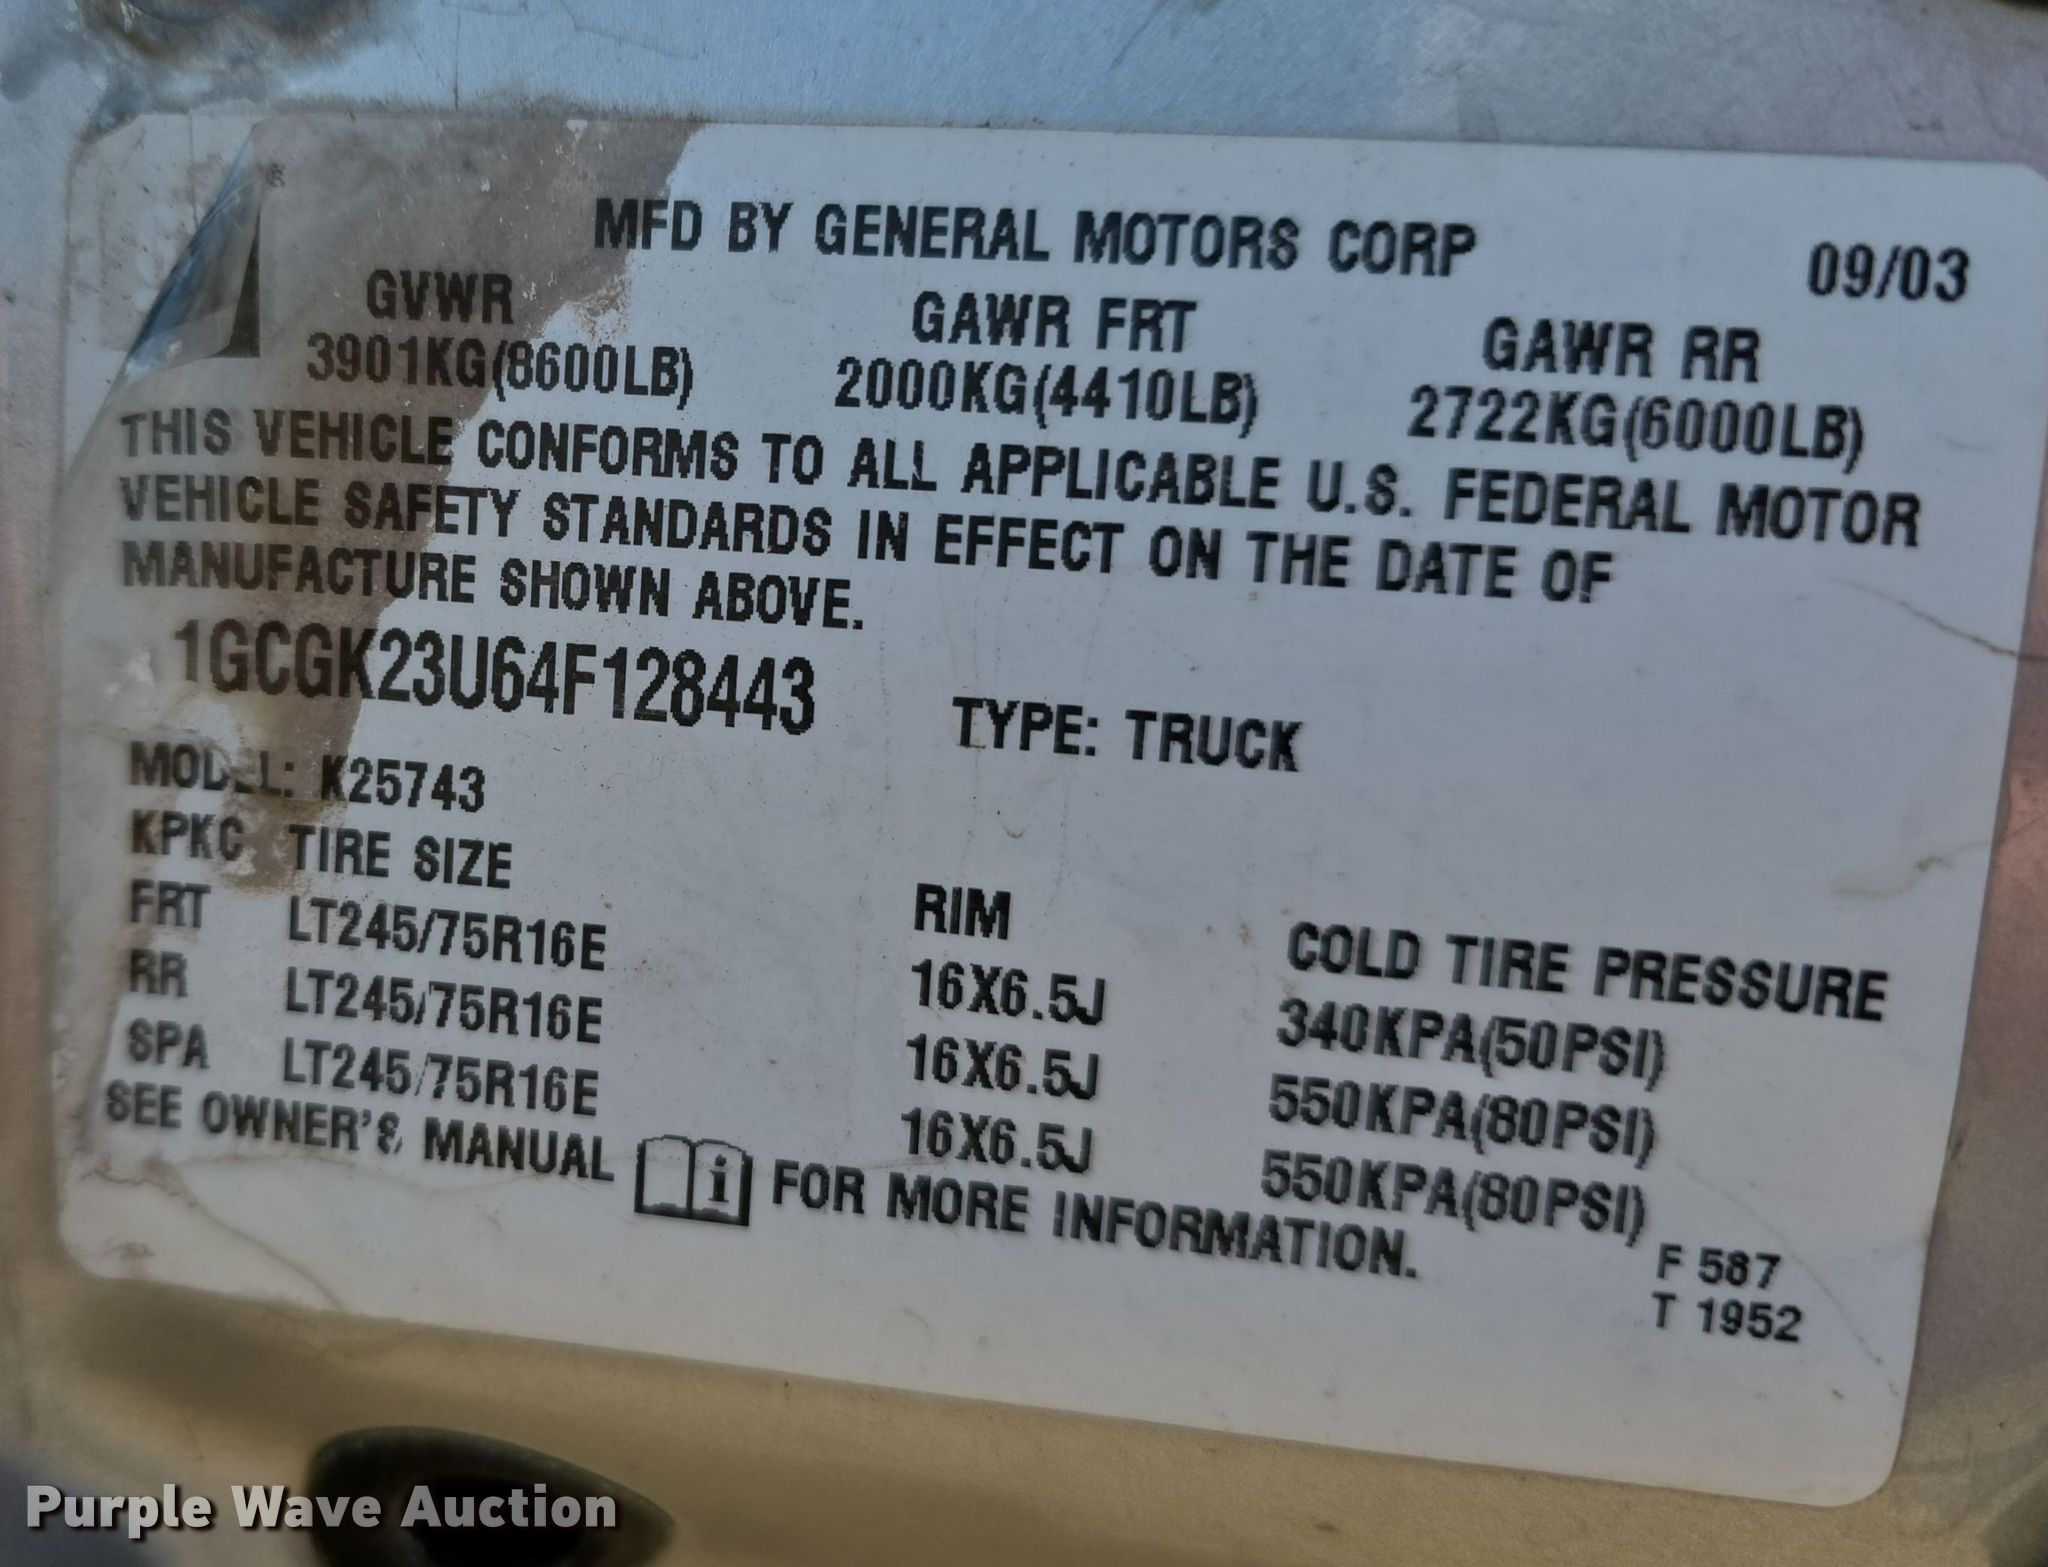 MFD BY GENERAL MOTORS CORP 09/03
GVWR GAWR FRT GAWR RR
3901KG(8600LB) 2000KG(4410LB) 2722KG(6000LB)
THIS VEHICLE CONFORMS TO ALL APPLICABLE U.S. FEDERAL MOTOR
VEHICLE SAFETY STANDARDS IN EFFECT ON THE DATE OF
MANUFACTURE SHOWN ABOVE.
1GCGK23U64F128443 TYPE: TRUCK
MODEL: K25743
KPKC TIRE SIZE RIM COLD TIRE PRESSURE
FRT LT245/75R16E 16X6.5J 340KPA(50PSI)
RR LT245/75R16E 16X6.5J 550KPA(80PSI)
SPA LT245/75R16E 16X6.5J 550KPA(80PSI)
SEE OWNER'S MANUAL i FOR MORE INFORMATION.
F 587
T 1952
Purple Wave Auction